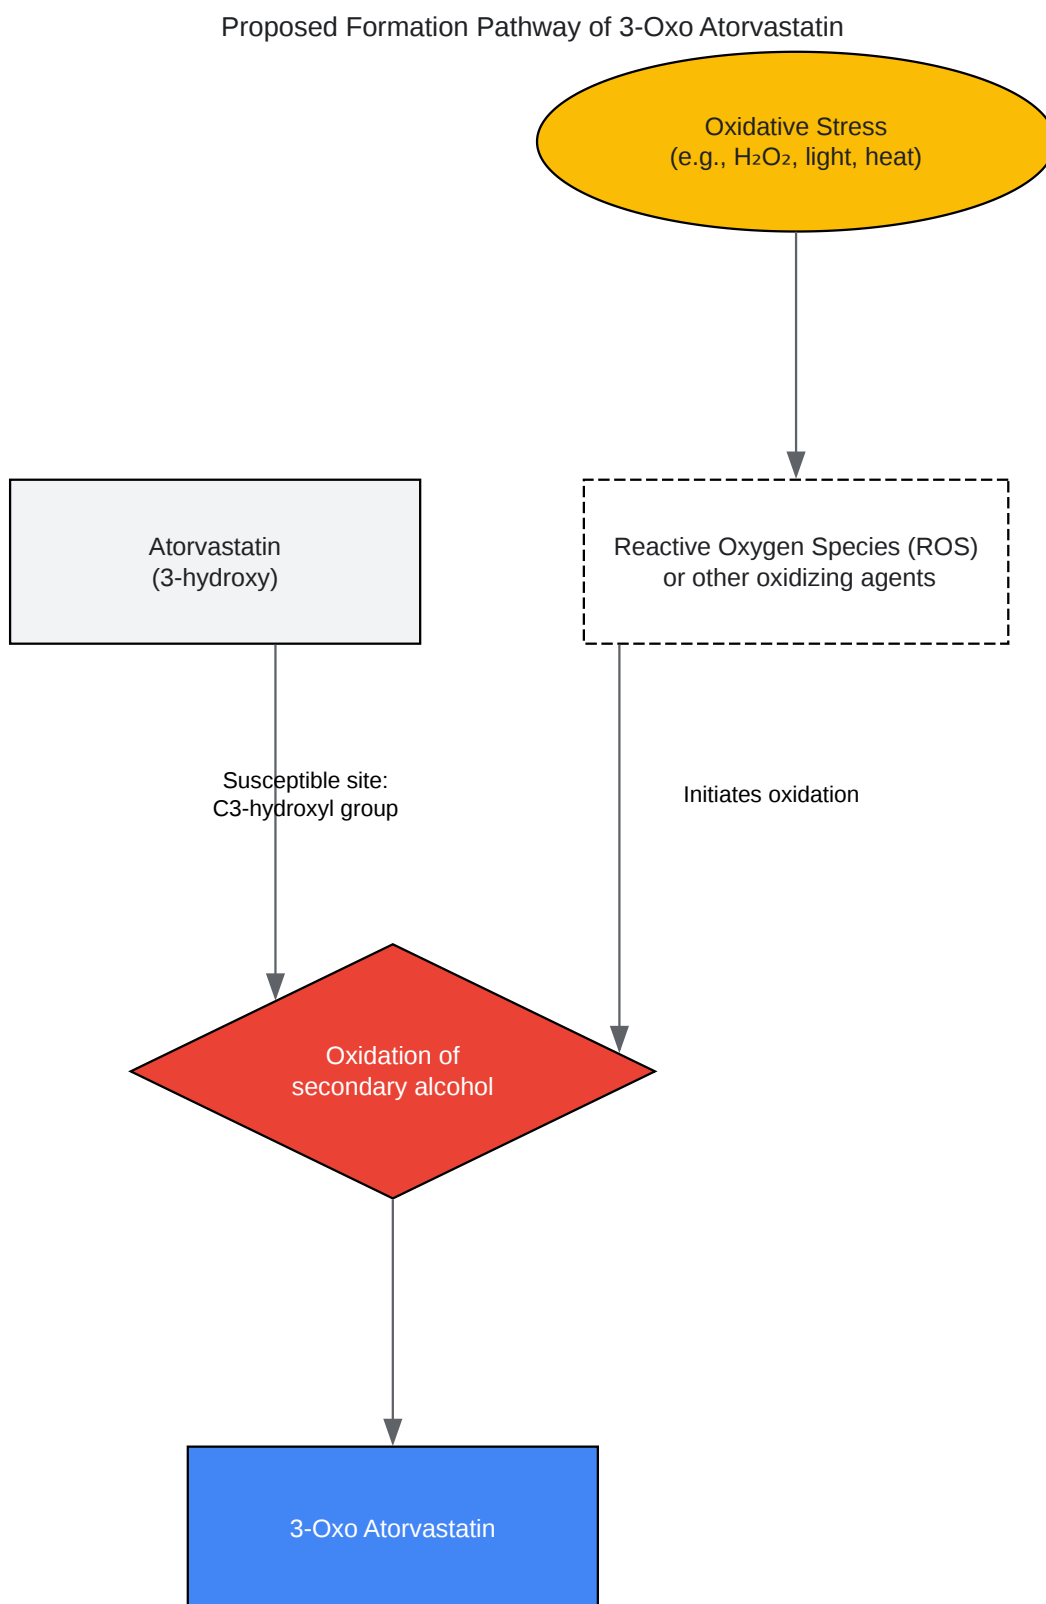 Proposed Formation Pathway of 3-Oxo Atorvastatin
Oxidative Stress
(e.g., H₂O₂, light, heat)
Atorvastatin
(3-hydroxy)
Reactive Oxygen Species (ROS)
or other oxidizing agents
Susceptible site:
C3-hydroxyl group
Initiates oxidation
Oxidation of
secondary alcohol
3-Oxo Atorvastatin